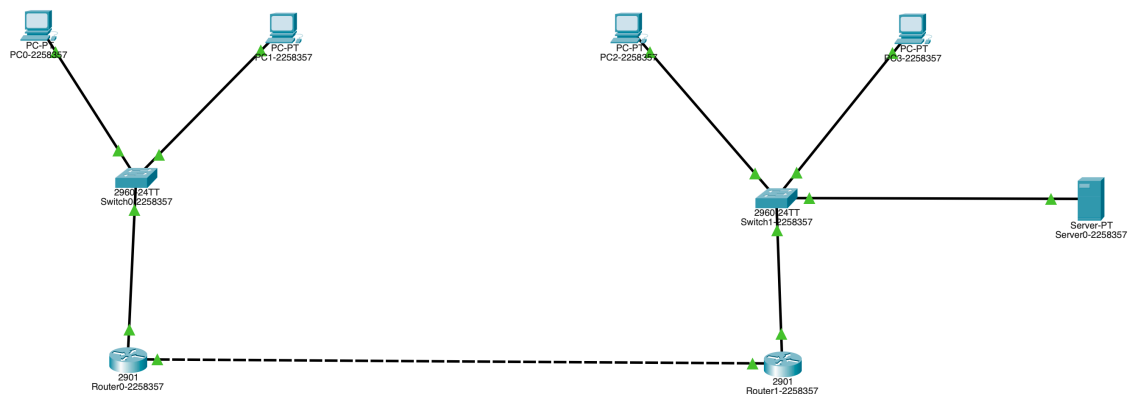 PC-PT
PC0-2258357
PC-PT
PC1-2258357
PC-PT
PC2-2258357
PC-PT
PC3-2258357
2960-24TT
Switch0-2258357
2960-24TT
Switch1-2258357
Server-PT
Server0-2258357
2901
Router0-2258357
2901
Router1-2258357